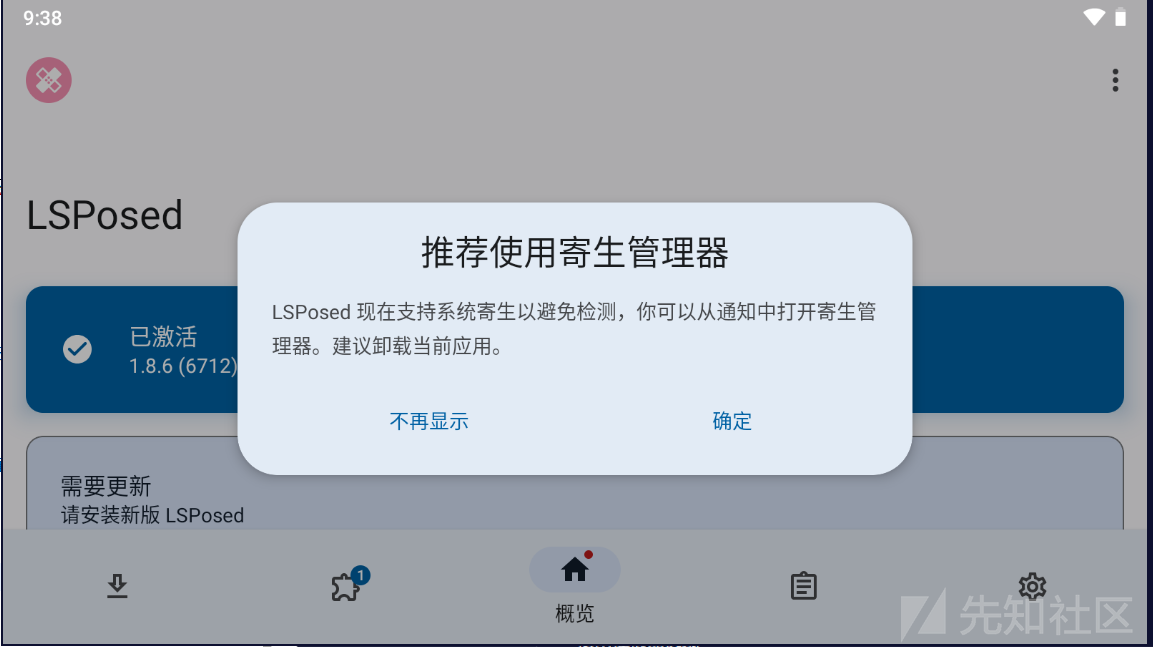 9:38
LSPosed
推荐使用寄生管理器
LSPosed 现在支持系统寄生以避免检测，你可以从通知中打开寄生管
理器。建议卸载当前应用。
不再显示
确定
已激活
1.8.6 (6712)
需要更新
请安装新版 LSPosed
1
概览
先知社区